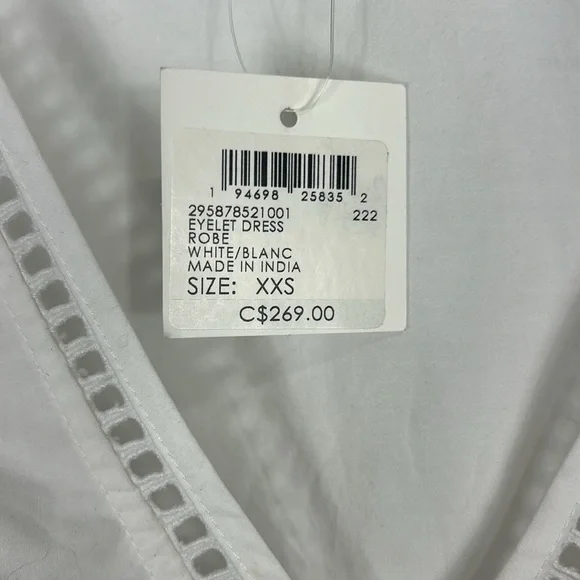 1 94698 25835 2
295878521001 222
EYELET DRESS
ROBE
WHITE/BLANC
MADE IN INDIA
SIZE: XXS
C$269.00